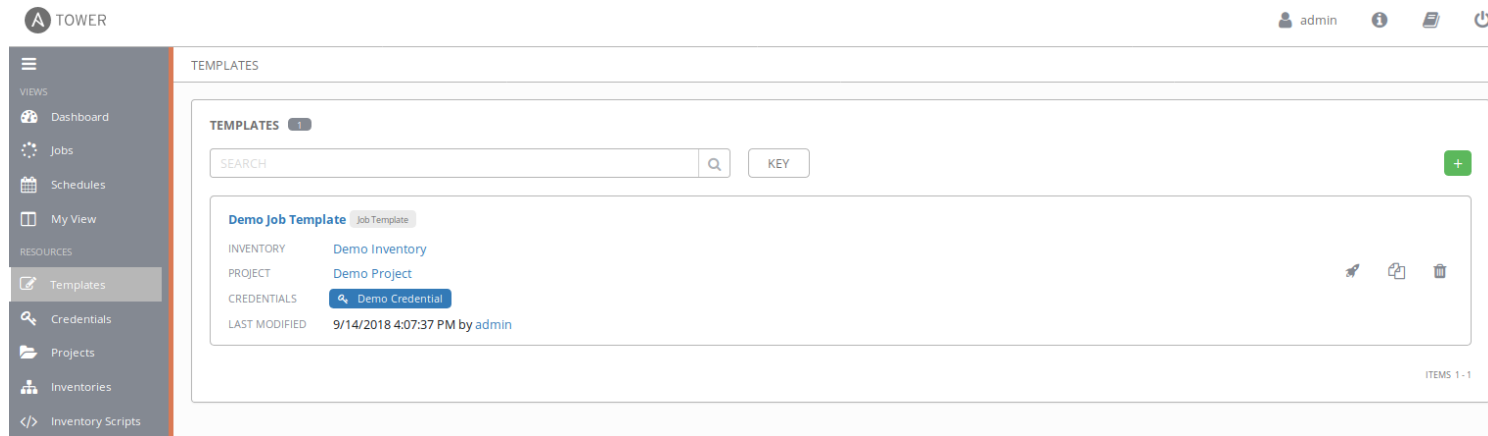 A TOWER
admin
TEMPLATES
VIEWS
Dashboard
Jobs
Schedules
My View
RESOURCES
Templates
Credentials
Projects
Inventories
Inventory Scripts
TEMPLATES 1
SEARCH
KEY
+
Demo Job Template Job Template
INVENTORY Demo Inventory
PROJECT Demo Project
CREDENTIALS Demo Credential
LAST MODIFIED 9/14/2018 4:07:37 PM by admin
ITEMS 1 - 1